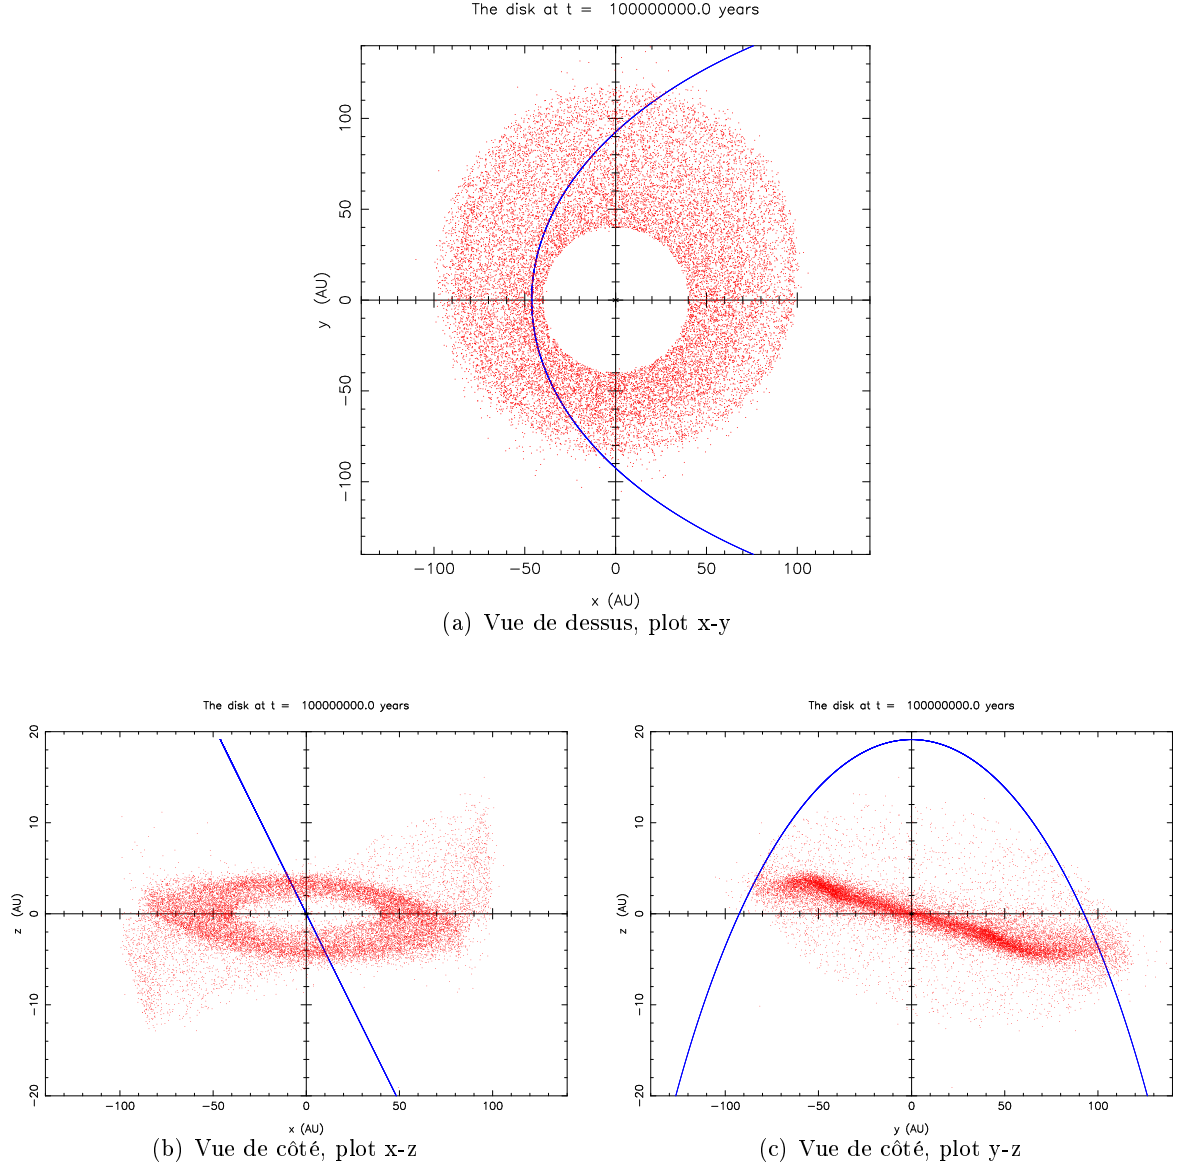 The disk at t = 100000000.0 years
100
50
0
−50
−100
y (AU)
−100 −50 0 50 100
x (AU)
(a) Vue de dessus, plot x-y
The disk at t = 100000000.0 years
20
10
0
−10
−20
z (AU)
−100 −50 0 50 100
x (AU)
(b) Vue de côté, plot x-z
The disk at t = 100000000.0 years
20
10
0
−10
−20
z (AU)
−100 −50 0 50 100
y (AU)
(c) Vue de côté, plot y-z